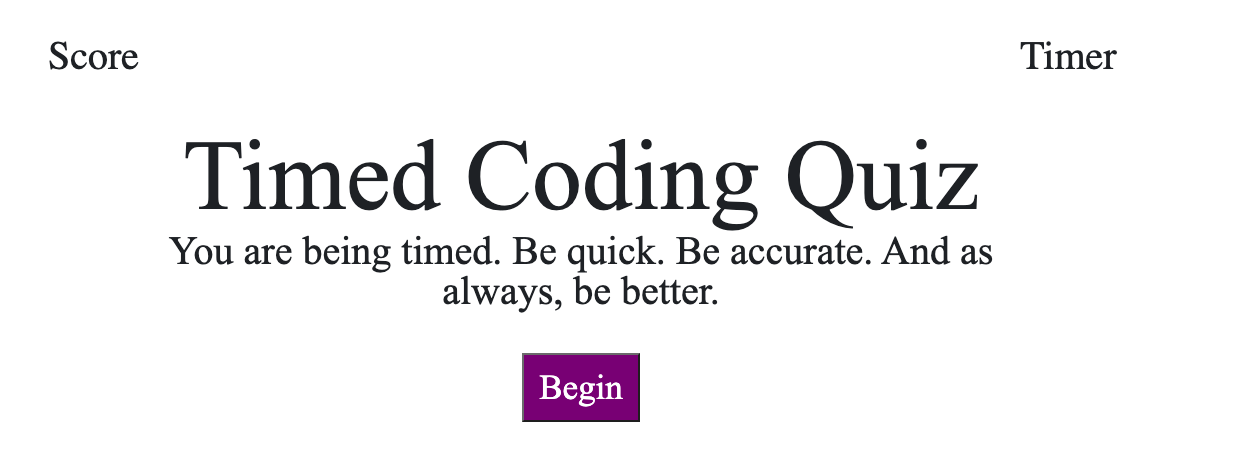 Score
Timer
Timed Coding Quiz
You are being timed. Be quick. Be accurate. And as
always, be better.
Begin